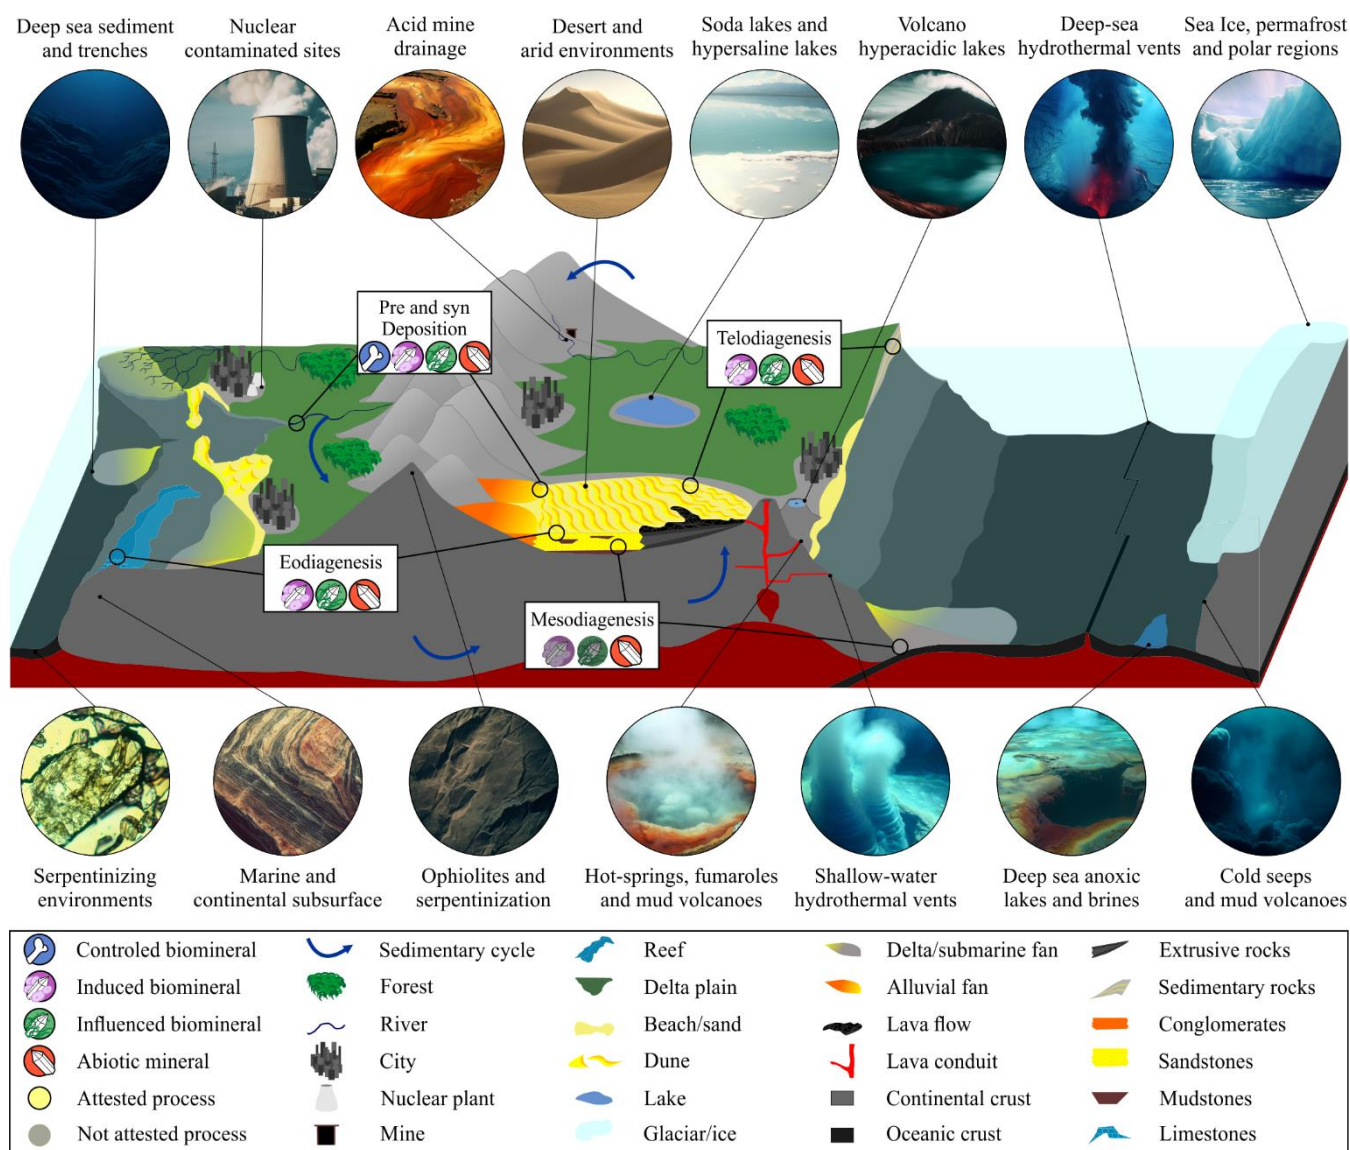 Deep sea sediment
and trenches
Nuclear
contaminated sites
Acid mine
drainage
Desert and
arid environments
Soda lakes and
hypersaline lakes
Volcano
hyperacidic lakes
Deep-sea
hydrothermal vents
Sea Ice, permafrost
and polar regions
Pre and syn
Deposition
Telodiagenesis
Eodiagenesis
Mesodiagenesis
Serpentinizing
environments
Marine and
continental subsurface
Ophiolites and
serpentinization
Hot-springs, fumaroles
and mud volcanoes
Shallow-water
hydrothermal vents
Deep sea anoxic
lakes and brines
Cold seeps
and mud volcanoes
Controled biomineral
Induced biomineral
Influenced biomineral
Abiotic mineral
Attested process
Not attested process
Sedimentary cycle
Forest
River
City
Nuclear plant
Mine
Reef
Delta plain
Beach/sand
Dune
Lake
Glaciar/ice
Delta/submarine fan
Alluvial fan
Lava flow
Lava conduit
Continental crust
Oceanic crust
Extrusive rocks
Sedimentary rocks
Conglomerates
Sandstones
Mudstones
Limestones